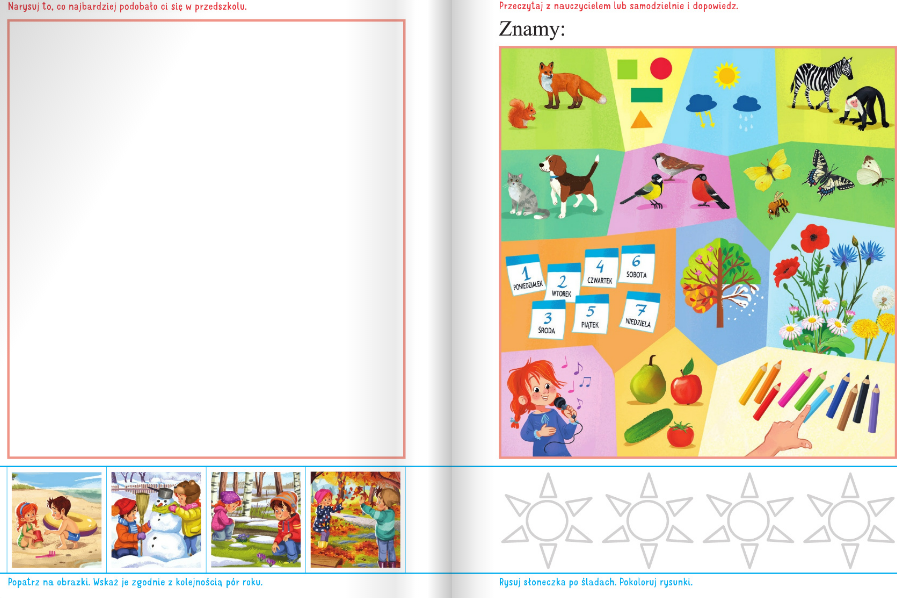 Narysuj to, co najbardziej podobało ci się w przedszkolu.
Popatrz na obrazki. Wskaż je zgodnie z kolejnością pór roku.
Przeczytaj z nauczycielem lub samodzielnie i dopowiedz.
Znamy:
1
PONIEDZIAŁEK
2
WTOREK
4
CZWARTEK
6
SOBOTA
3
ŚRODA
5
PIĄTEK
7
NIEDZIELA
Rysuj słoneczka po śladach. Pokoloruj rysunki.